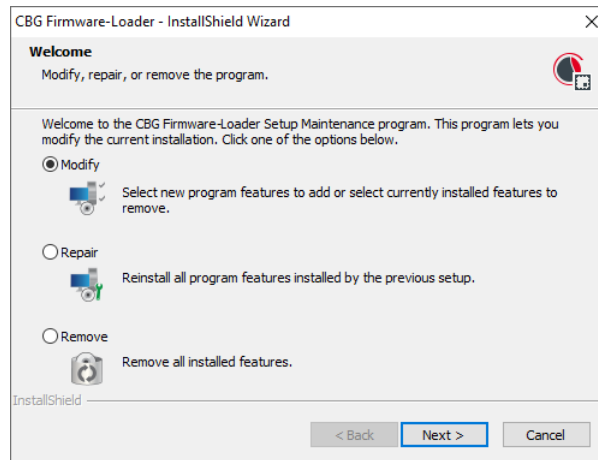 CBG Firmware-Loader - InstallShield Wizard
Welcome
Modify, repair, or remove the program.
Welcome to the CBG Firmware-Loader Setup Maintenance program. This program lets you
modify the current installation. Click one of the options below.
Modify
Select new program features to add or select currently installed features to
remove.
Repair
Reinstall all program features installed by the previous setup.
Remove
Remove all installed features.
InstallShield
< Back
Next >
Cancel